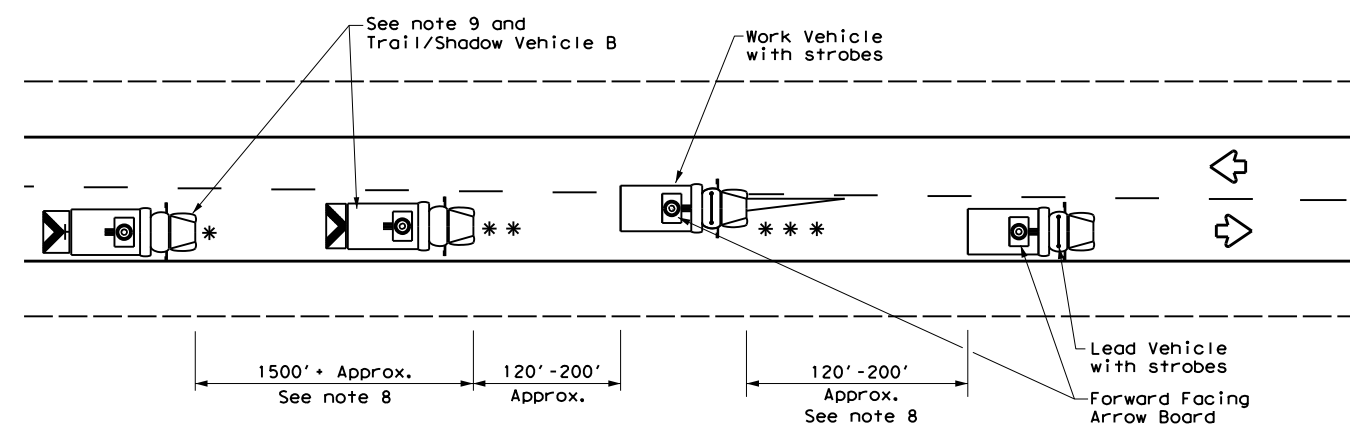 See note 9 and
Trail/Shadow Vehicle B
Work Vehicle
with strobes
*
* *
* * *
1500'+ Approx.
See note 8
120'-200'
Approx.
120'-200'
Approx.
See note 8
Lead Vehicle
with strobes
Forward Facing
Arrow Board